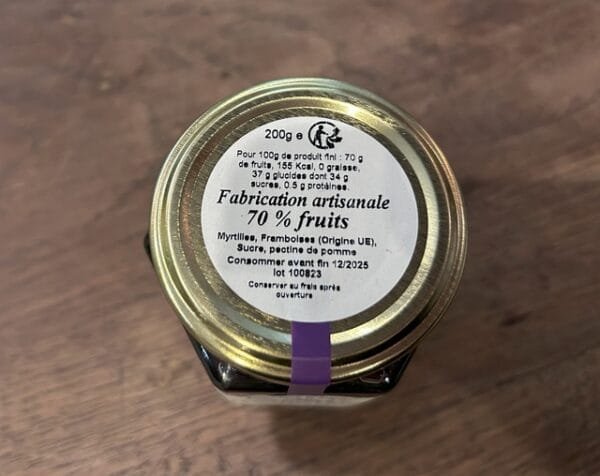 200g e
Pour 100g de produit fini : 70 g
de fruits, 155 Kcal, 0 graisse,
37 g glucides dont 34 g
sucres, 0.5 g protéines.
Fabrication artisanale
70 % fruits
Myrtilles, Framboises (Origine UE),
Sucre, pectine de pomme
Consommer avant fin 12/2025
lot 100823
Conserver au frais après
ouverture